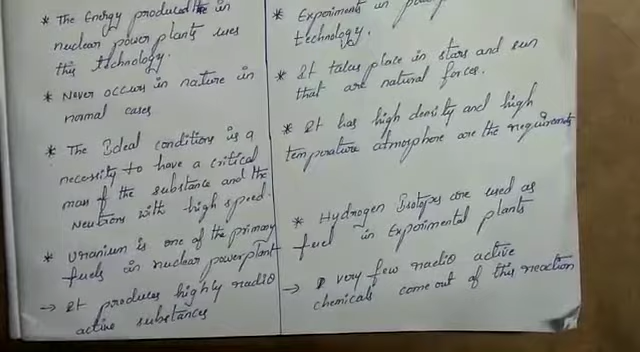 * The Energy produced in
nuclear power plants uses
this technology.
* Never occurs in nature in
normal cases
* The Ideal conditions is a
necessity to have a critical
mass of the substance and the
neutrons with high speed.
* Uranium is one of the primary
fuels in nuclear power plant
→ It produces highly radio
active substances
* Experiments in
technology.
* It takes place in stars and sun
that are natural forces.
* It has high density and high
temperature atmosphere are the requirements
* Hydrogen Isotopes are used as
fuel in Experimental plants
→ very few radio active
chemicals come out of this reaction